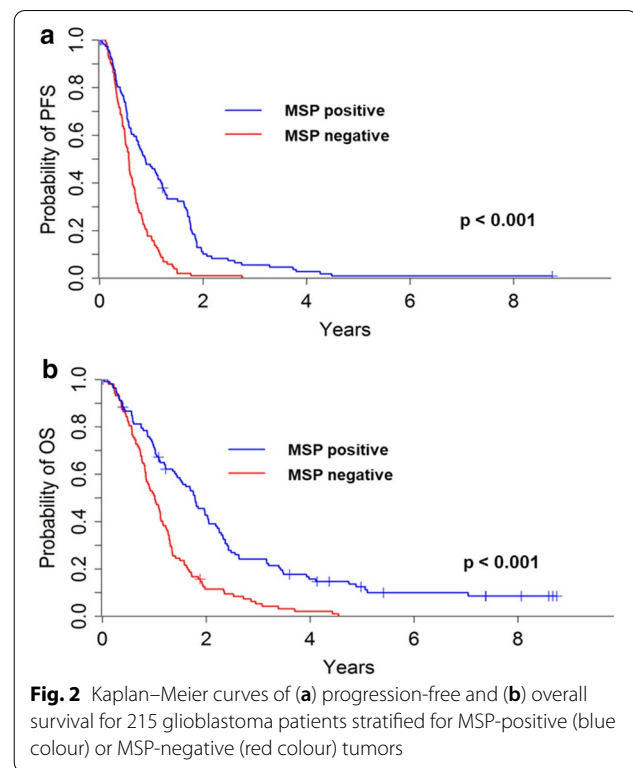 a
Probability of PFS
1.0
0.8
0.6
0.4
0.2
0.0
MSP positive
MSP negative
p < 0.001
0 2 4 6 8
Years
b
Probability of OS
1.0
0.8
0.6
0.4
0.2
0.0
MSP positive
MSP negative
p < 0.001
0 2 4 6 8
Years
Fig. 2 Kaplan–Meier curves of (a) progression-free and (b) overall
survival for 215 glioblastoma patients stratified for MSP-positive (blue
colour) or MSP-negative (red colour) tumors